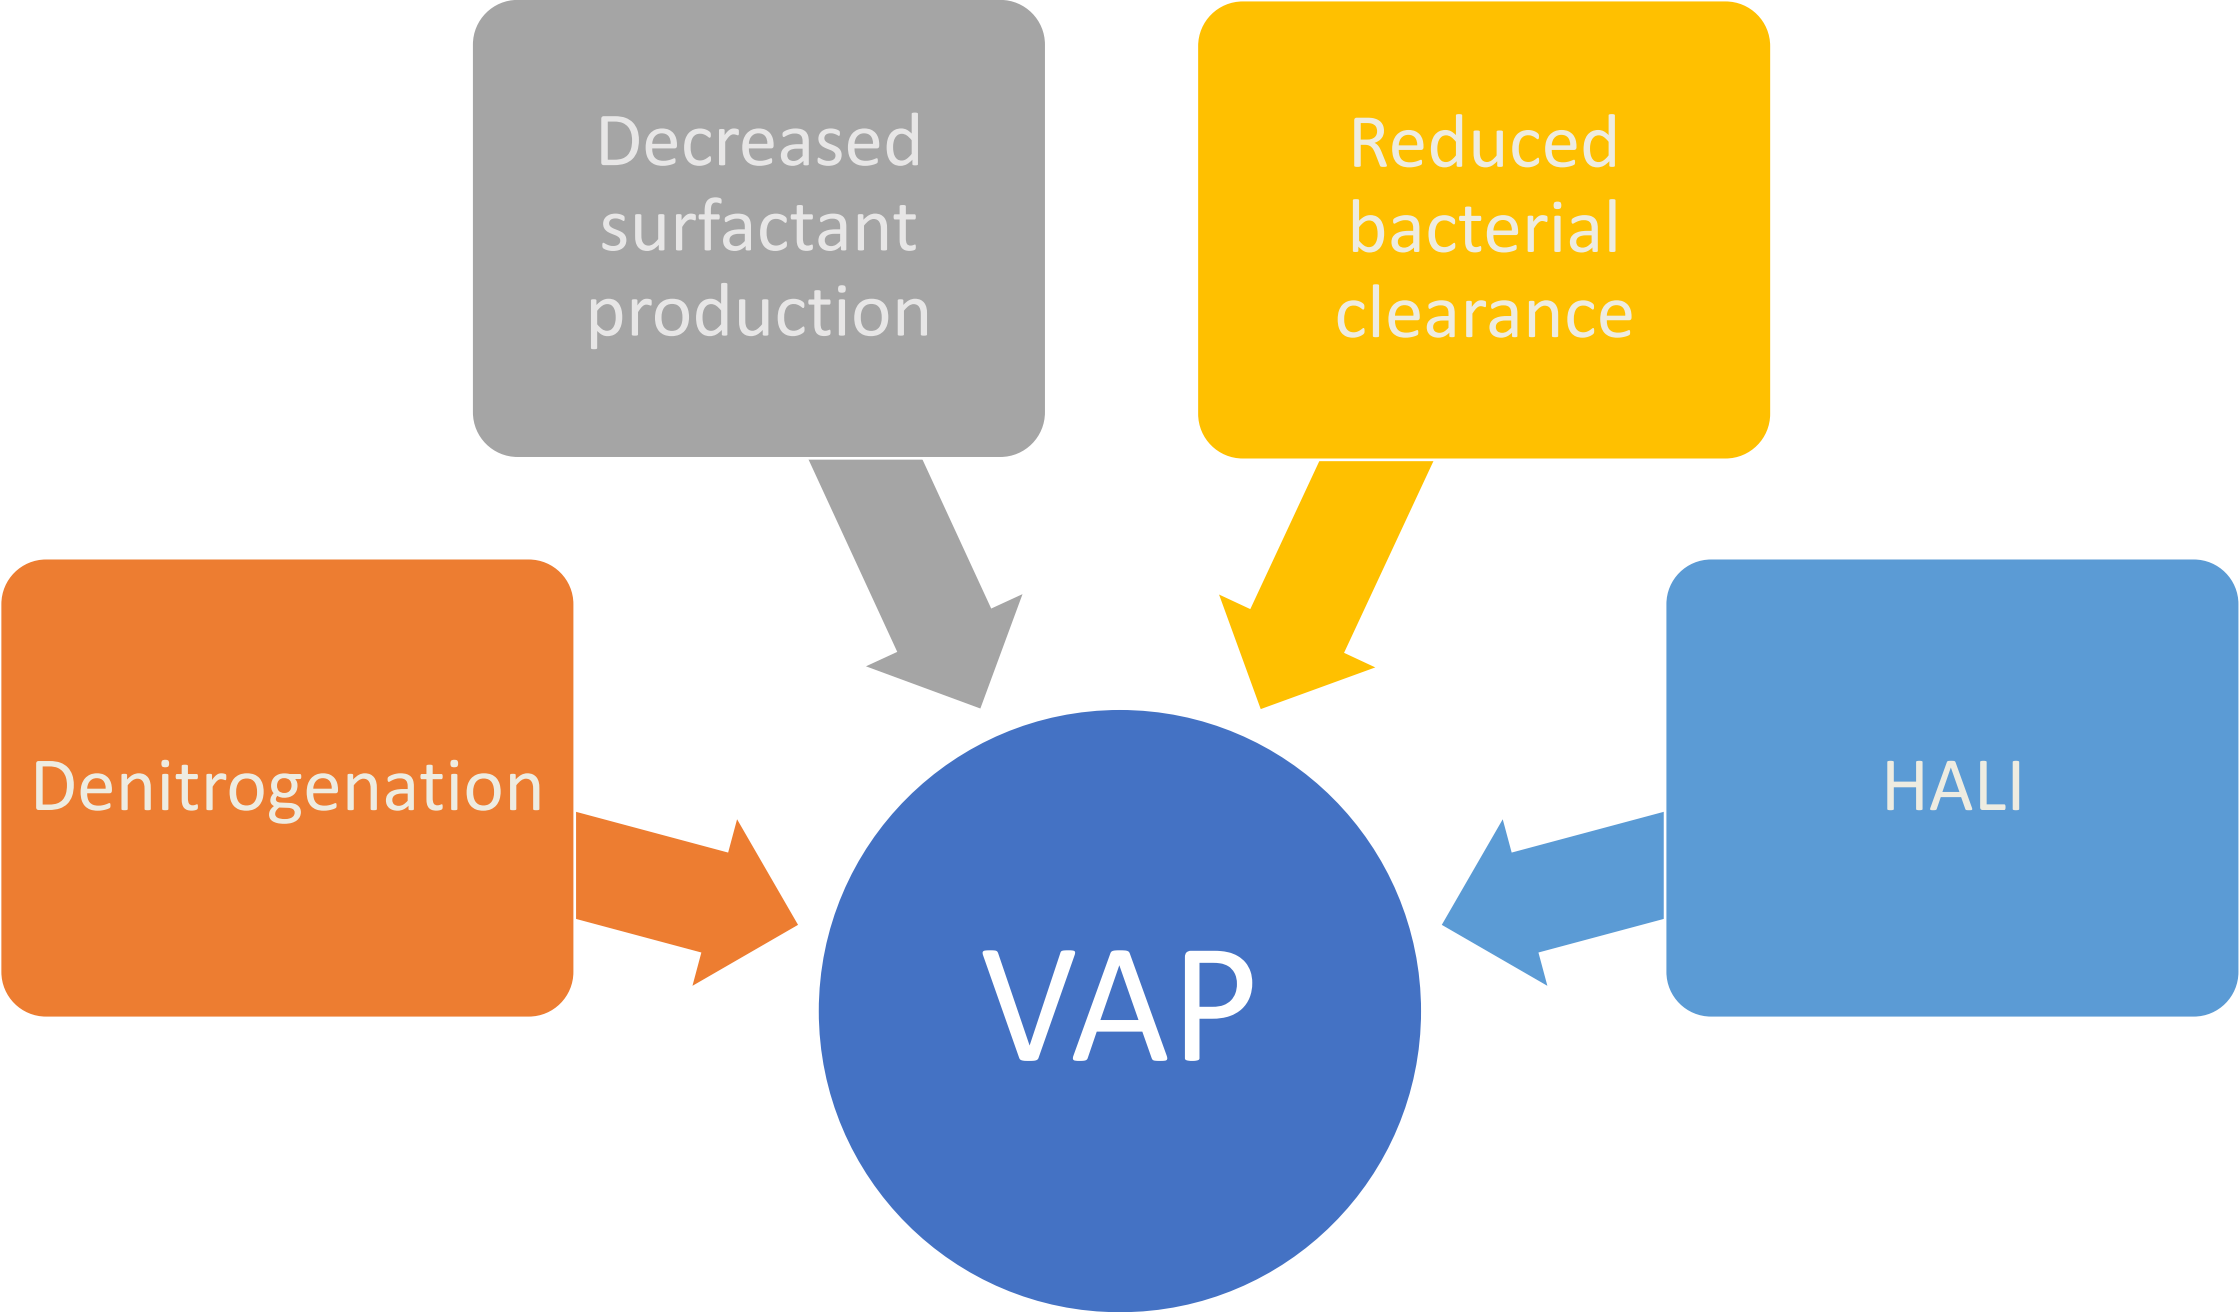 Decreased
surfactant
production
Reduced
bacterial
clearance
Denitrogenation
HALI
VAP